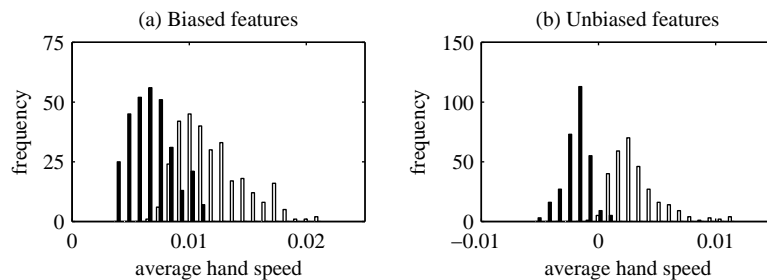 (a) Biased features
75
50
25
0
frequency
0
0.01
0.02
average hand speed
(b) Unbiased features
150
100
50
0
frequency
−0.01
0
0.01
average hand speed